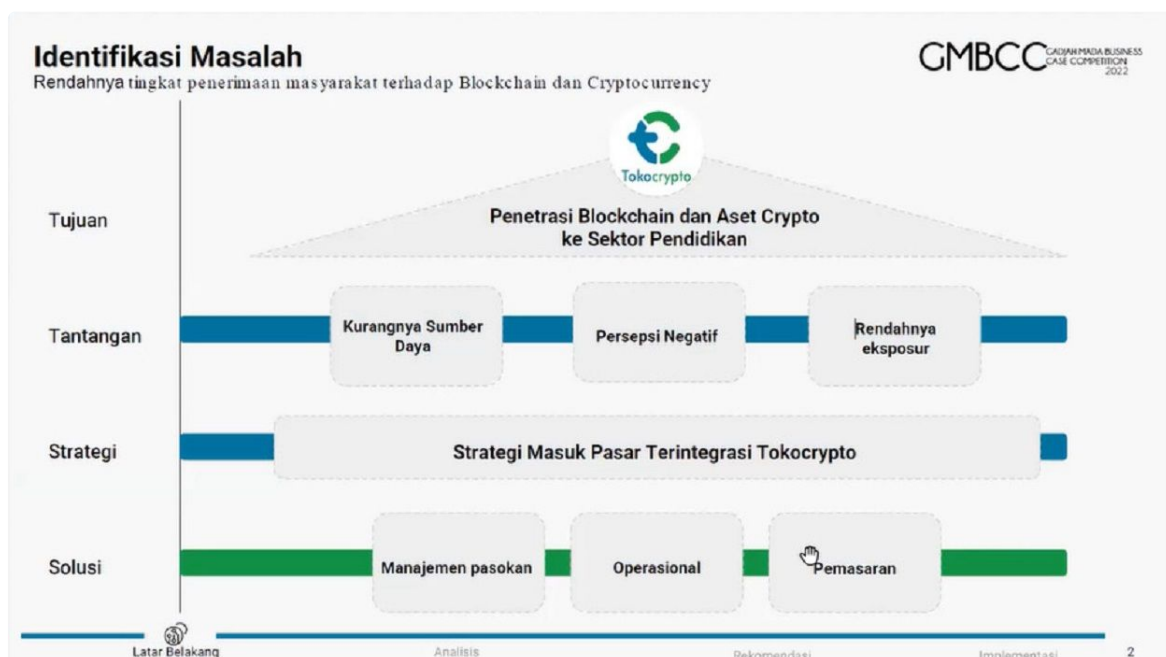 Identifikasi Masalah
Rendahnya tingkat penerimaan masyarakat terhadap Blockchain dan Cryptocurrency
GMBCC
GADJAH MADA BUSINESS
CASE COMPETITION
2022
Tokocrypto
Tujuan
Penetrasi Blockchain dan Aset Crypto
ke Sektor Pendidikan
Tantangan
Kurangnya Sumber
Daya
Persepsi Negatif
Rendahnya
eksposur
Strategi
Strategi Masuk Pasar Terintegrasi Tokocrypto
Solusi
Manajemen pasokan
Operasional
Pemasaran
Latar Belakang
Analisis
Rekomendasi
Implementasi
2